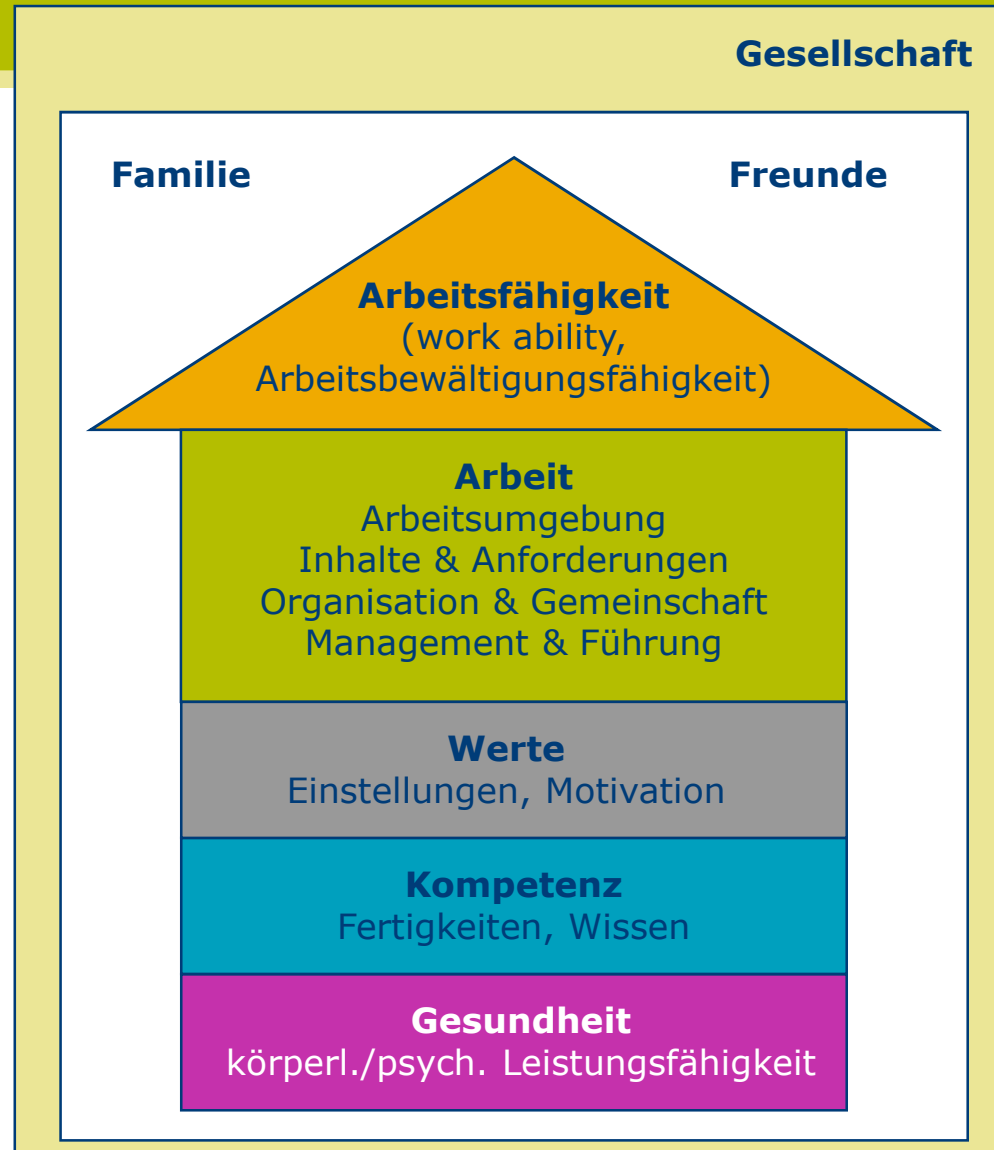 Gesellschaft
Familie
Freunde
Arbeitsfähigkeit
(work ability,
Arbeitsbewältigungsfähigkeit)
Arbeit
Arbeitsumgebung
Inhalte & Anforderungen
Organisation & Gemeinschaft
Management & Führung
Werte
Einstellungen, Motivation
Kompetenz
Fertigkeiten, Wissen
Gesundheit
körperl./psych. Leistungsfähigkeit